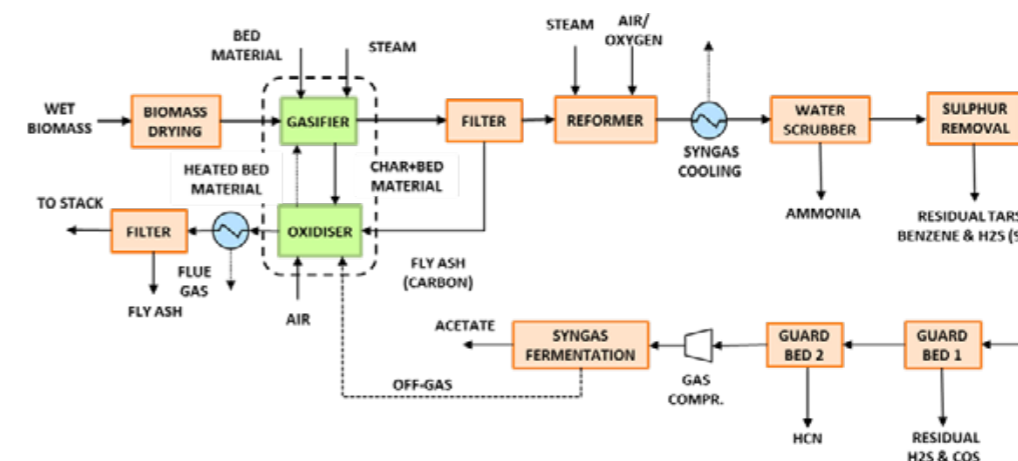 BED
MATERIAL
STEAM
STEAM
AIR/
OXYGEN
WET
BIOMASS
BIOMASS
DRYING
GASIFIER
FILTER
REFORMER
SYNGAS
COOLING
WATER
SCRUBBER
SULPHUR
REMOVAL
HEATED BED
MATERIAL
CHAR+BED
MATERIAL
AMMONIA
RESIDUAL TARS
BENZENE & H2S (S
TO STACK
FILTER
FLUE
GAS
OXIDISER
FLY ASH
(CARBON)
FLY ASH
AIR
ACETATE
SYNGAS
FERMENTATION
GAS
COMPR.
GUARD
BED 2
GUARD
BED 1
OFF-GAS
HCN
RESIDUAL
H2S & COS